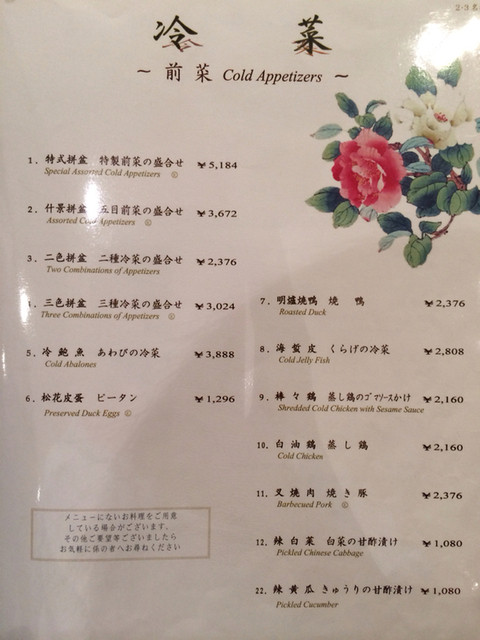 2·3名
冷菜
～ 前菜 Cold Appetizers ～
1. 特式拼盆 特製前菜の盛合せ ¥5,184
Special Assorted Cold Appetizers ©
2. 什景拼盆 五目前菜の盛合せ ¥3,672
Assorted Cold Appetizers ©
3. 二色拼盆 二種冷菜の盛合せ ¥2,376
Two Combinations of Appetizers
4. 三色拼盆 三種冷菜の盛合せ ¥3,024
Three Combinations of Appetizers ©
5. 冷鮑魚 あわびの冷菜 ¥3,888
Cold Abalones
6. 松花皮蛋 ピータン ¥1,296
Preserved Duck Eggs ©
メニューにないお料理をご用意
している場合がございます、
その他ご要望等ございましたら
お気軽に係の者へお尋ねください
7. 明爐焼鴨 焼鴨 ¥2,376
Roasted Duck
8. 海蜇皮 くらげの冷菜 ¥2,808
Cold Jelly Fish
9. 棒々鶏 蒸し鶏のゴマソースかけ ¥2,160
Shredded Cold Chicken with Sesame Sauce
10. 白油鶏 蒸し鶏 ¥2,160
Cold Chicken
11. 叉焼肉 焼き豚 ¥2,376
Barbecued Pork ©
12. 辣白菜 白菜の甘酢漬け ¥1,080
Pickled Chinese Cabbage
22. 辣黄瓜 きゅうりの甘酢漬け ¥1,080
Pickled Cucumber